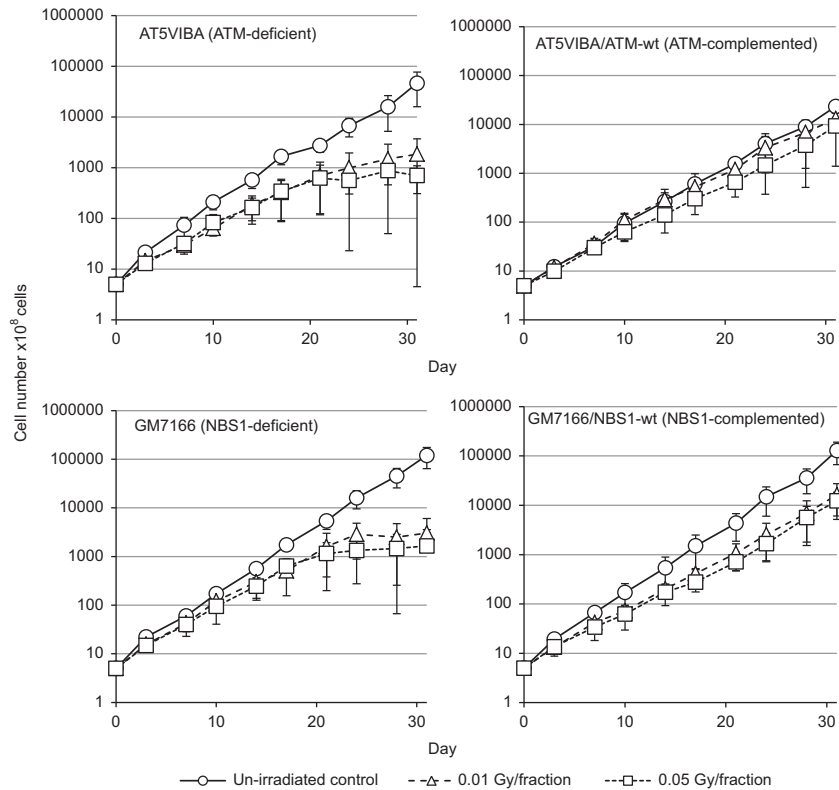 AT5VIBA (ATM-deficient)
1000000
100000
10000
1000
100
10
1
0 10 20 30
AT5VIBA/ATM-wt (ATM-complemented)
1000000
100000
10000
1000
100
10
1
0 10 20 30
Day
Cell number x10⁸ cells
GM7166 (NBS1-deficient)
1000000
100000
10000
1000
100
10
1
0 10 20 30
Day
GM7166/NBS1-wt (NBS1-complemented)
1000000
100000
10000
1000
100
10
1
0 10 20 30
Day
Un-irradiated control 0.01 Gy/fraction 0.05 Gy/fraction